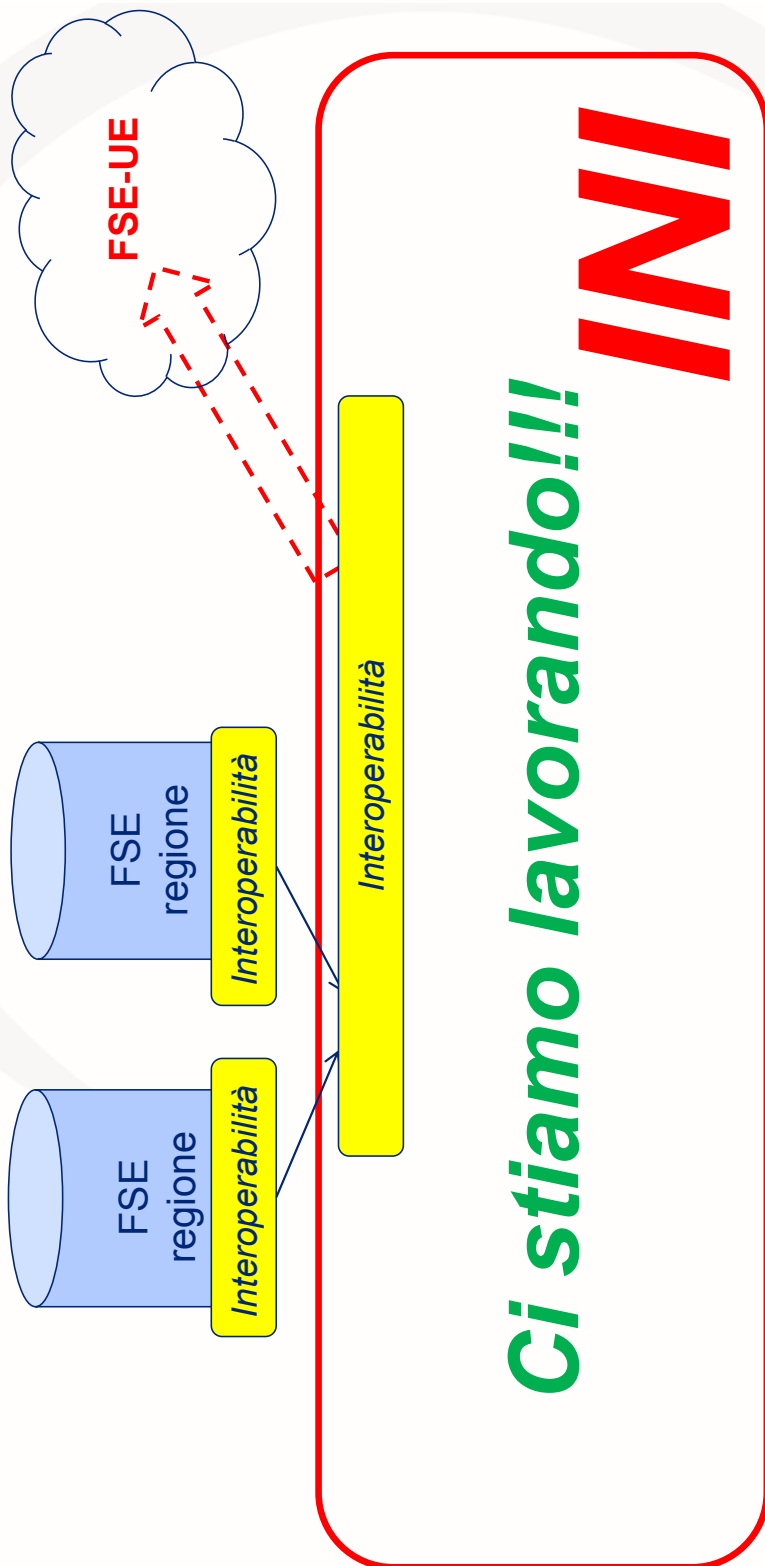 FSE
regione
Interoperabilità
FSE
regione
Interoperabilità
FSE-UE
Interoperabilità
Ci stiamo lavorando!!!
INI